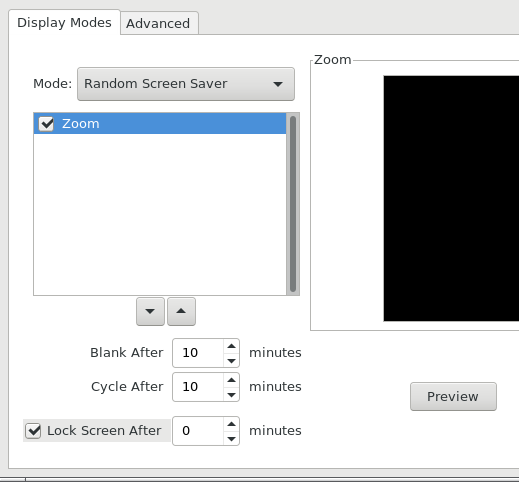 Display Modes
Advanced
Mode: Random Screen Saver
Zoom
Zoom
Blank After 10 minutes
Cycle After 10 minutes
Preview
Lock Screen After 0 minutes